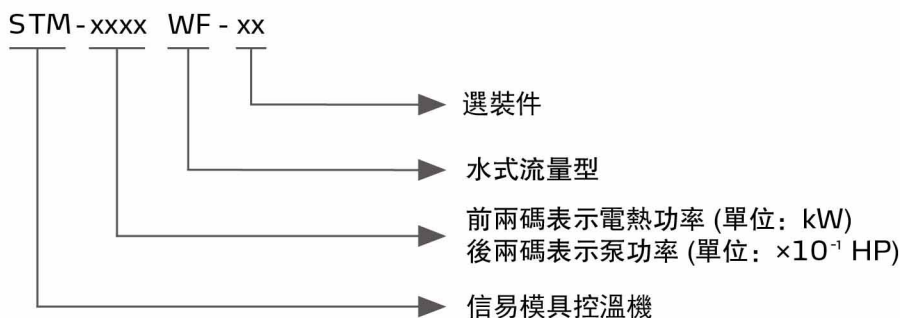 STM-xxxx WF-xx
選裝件
水式流量型
前兩碼表示電熱功率 (單位：kW)
後兩碼表示泵功率 (單位：×10⁻¹ HP)
信易模具控溫機